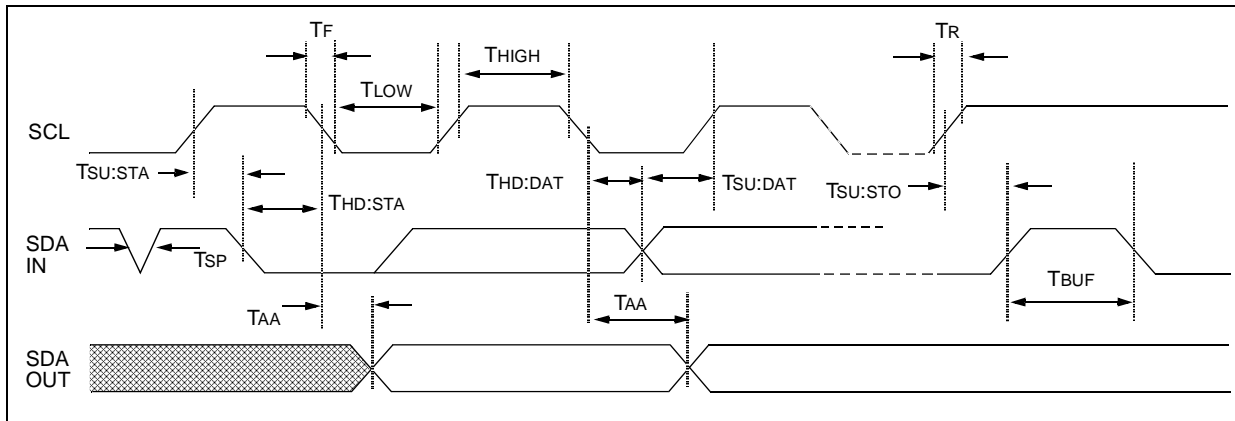 TF
TR
THIGH
TLOW
SCL
TSU:STA
THD:STA
THD:DAT
TSU:DAT
TSU:STO
SDA
IN
TSP
TBUF
TAA
TAA
SDA
OUT